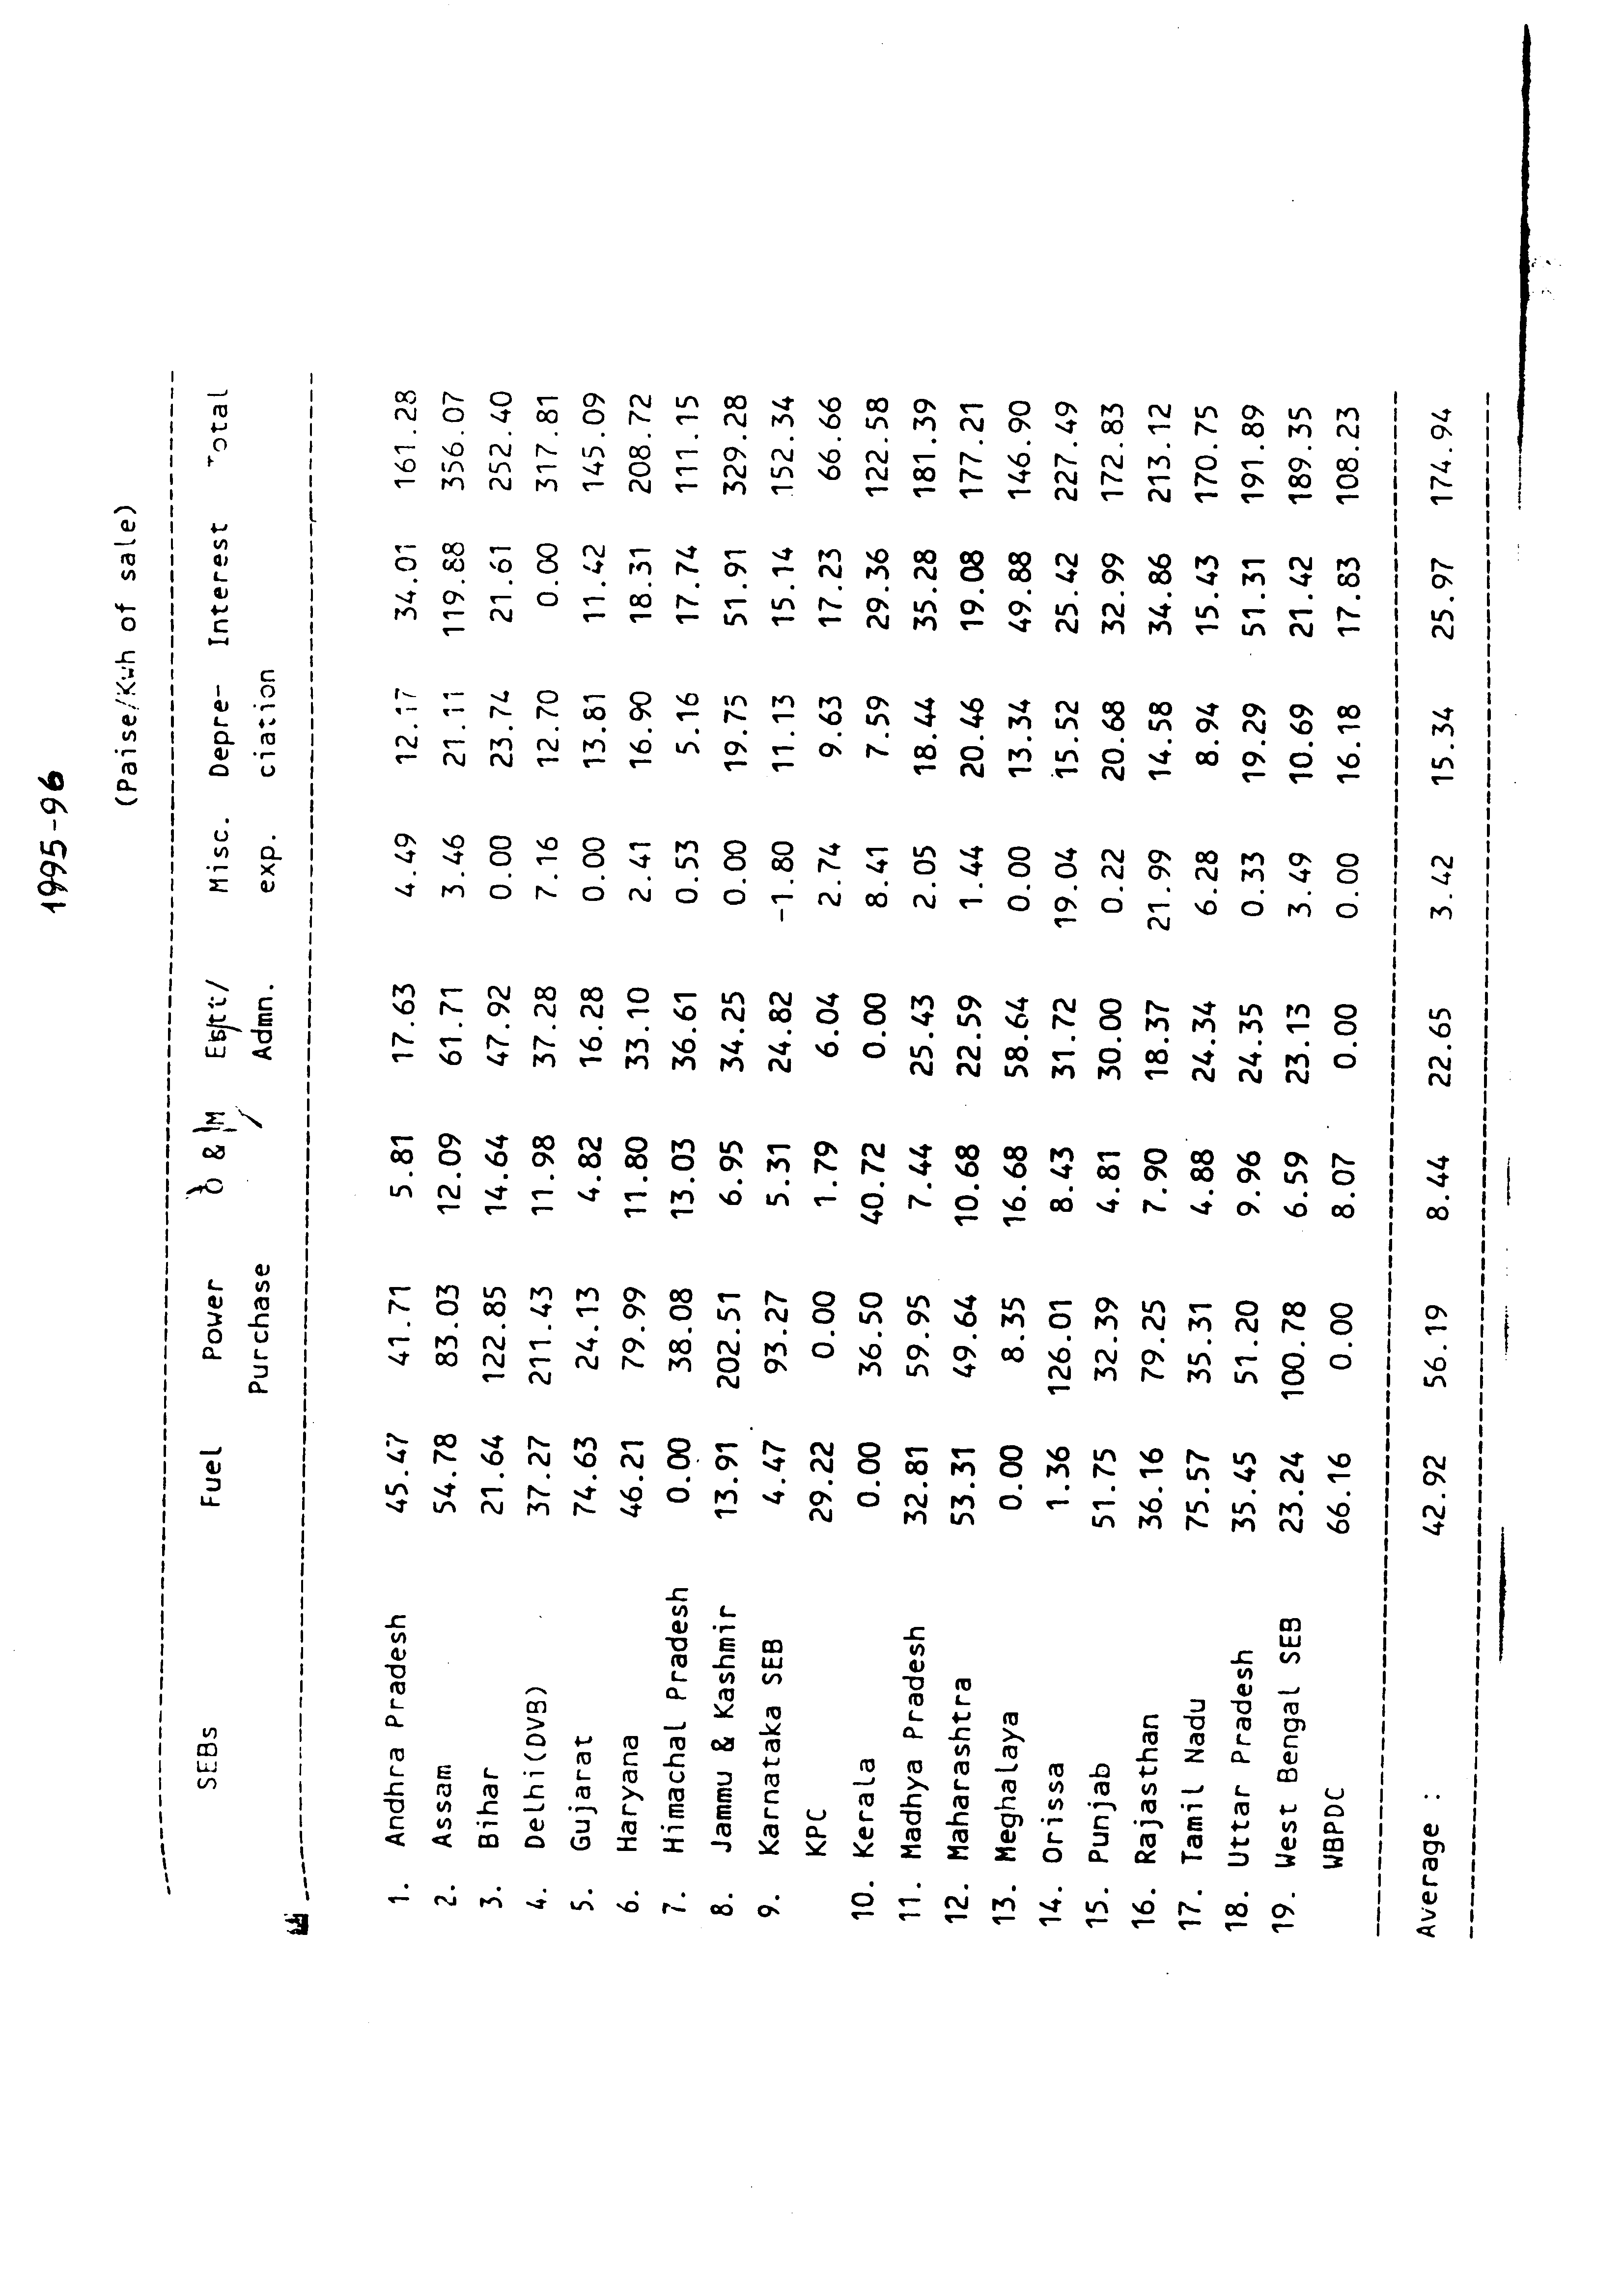 1995-96
(Paise/Kwh of sale)
SEBs Fuel Power O & M Estt/ Misc. Depre- Interest Total
Purchase Admn. exp. ciation
1. Andhra Pradesh 45.47 41.71 5.81 17.63 4.49 12.17 34.01 161.28
2. Assam 54.78 83.03 12.09 61.71 3.46 21.11 119.88 356.07
3. Bihar 21.64 122.85 14.64 47.92 0.00 23.74 21.61 252.40
4. Delhi(DVB) 37.27 211.43 11.98 37.28 7.16 12.70 0.00 317.81
5. Gujarat 74.63 24.13 4.82 16.28 0.00 13.81 11.42 145.09
6. Haryana 46.21 79.99 11.80 33.10 2.41 16.90 18.31 208.72
7. Himachal Pradesh 0.00 38.08 13.03 36.61 0.53 5.16 17.74 111.15
8. Jammu & Kashmir 13.91 202.51 6.95 34.25 0.00 19.75 51.91 329.28
9. Karnataka SEB 4.47 93.27 5.31 24.82 -1.80 11.13 15.14 152.34
KPC 29.22 0.00 1.79 6.04 2.74 9.63 17.23 66.66
10. Kerala 0.00 36.50 40.72 0.00 8.41 7.59 29.36 122.58
11. Madhya Pradesh 32.81 59.95 7.44 25.43 2.05 18.44 35.28 181.39
12. Maharashtra 53.31 49.64 10.68 22.59 1.44 20.46 19.08 177.21
13. Meghalaya 0.00 8.35 16.68 58.64 0.00 13.34 49.88 146.90
14. Orissa 1.36 126.01 8.43 31.72 19.04 15.52 25.42 227.49
15. Punjab 51.75 32.39 4.81 30.00 0.22 20.68 32.99 172.83
16. Rajasthan 36.16 79.25 7.90 18.37 21.99 14.58 34.86 213.12
17. Tamil Nadu 75.57 35.31 4.88 24.34 6.28 8.94 15.43 170.75
18. Uttar Pradesh 35.45 51.20 9.96 24.35 0.33 19.29 51.31 191.89
19. West Bengal SEB 23.24 100.78 6.59 23.13 3.49 10.69 21.42 189.35
WBPDC 66.16 0.00 8.07 0.00 0.00 16.18 17.83 108.23
Average : 42.92 56.19 8.44 22.65 3.42 15.34 25.97 174.94